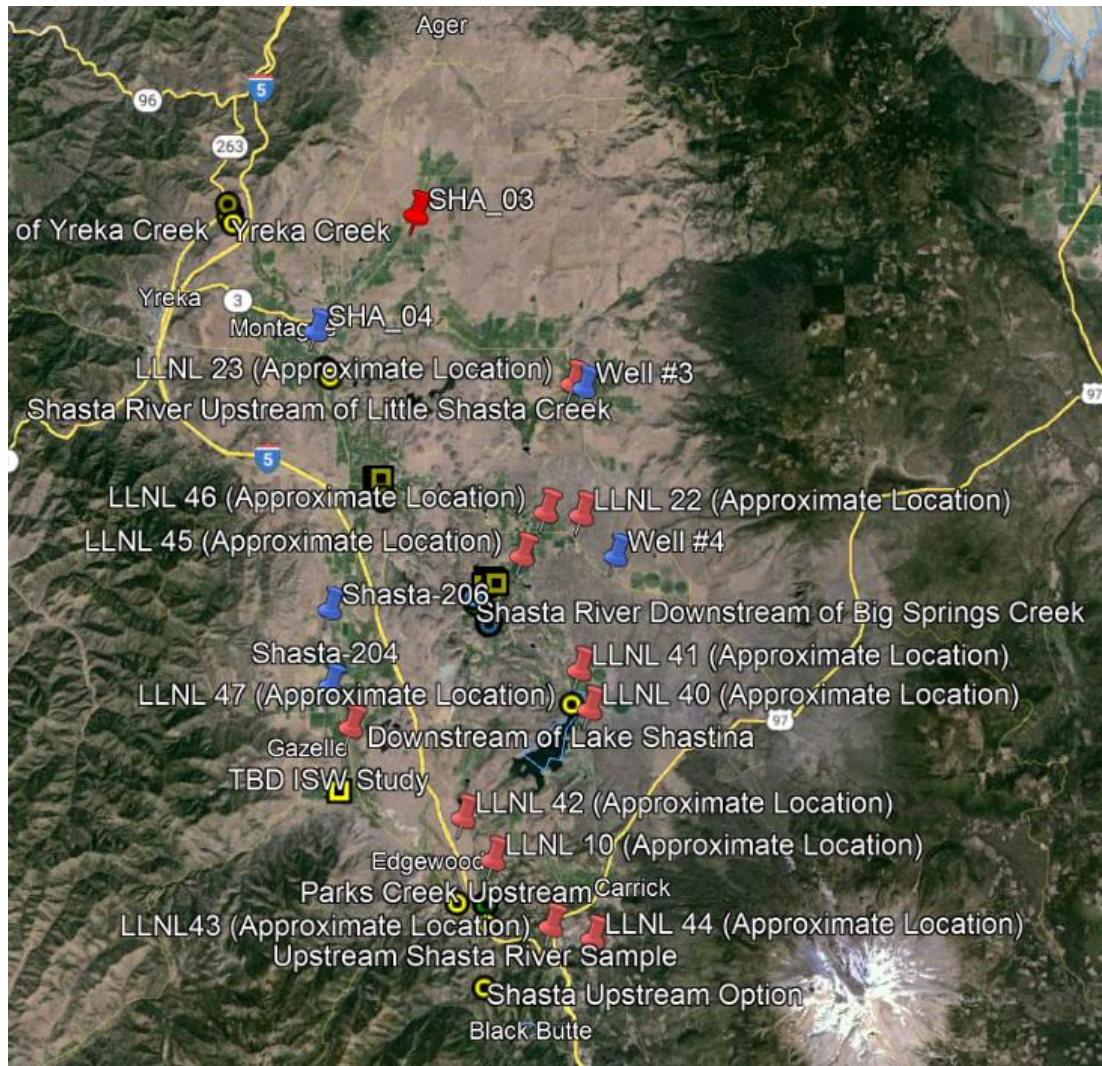 Ager
5
96
263
SHA_03
of Yreka Creek
Yreka Creek
Yreka
3
SHA_04
LLNL 23 (Approximate Location)
Well #3
97
Shasta River Upstream of Little Shasta Creek
5
LLNL 46 (Approximate Location)
LLNL 22 (Approximate Location)
LLNL 45 (Approximate Location)
Well #4
Shasta-206
Shasta River Downstream of Big Springs Creek
Shasta-204
LLNL 41 (Approximate Location)
LLNL 47 (Approximate Location)
LLNL 40 (Approximate Location)
97
Downstream of Lake Shastina
Gazelle
TBD ISW Study
LLNL 42 (Approximate Location)
LLNL 10 (Approximate Location)
Edgewood
Parks Creek Upstream
Carrick
LLNL43 (Approximate Location)
LLNL 44 (Approximate Location)
Upstream Shasta River Sample
Shasta Upstream Option
Black Butte